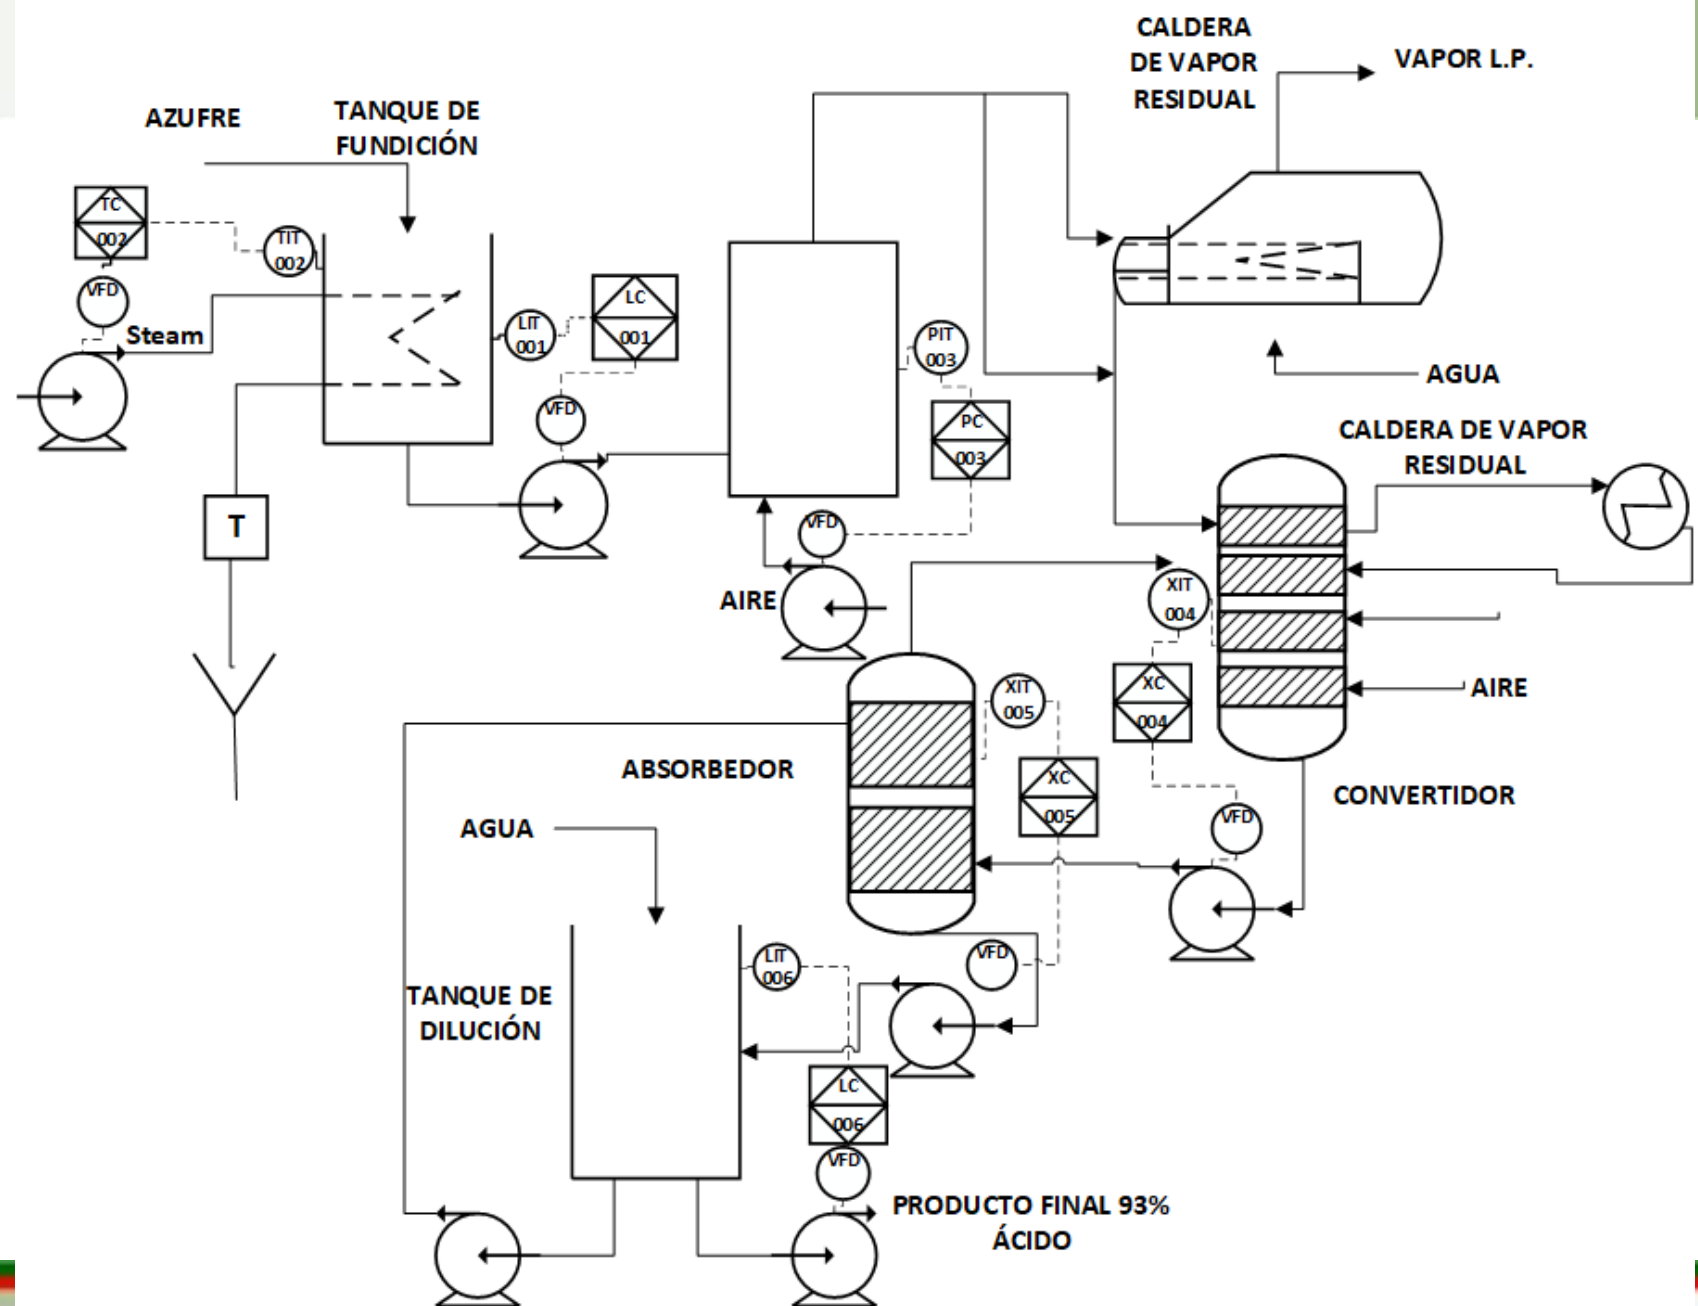 CALDERA
DE VAPOR
RESIDUAL
VAPOR L.P.
AZUFRE
TANQUE DE
FUNDICIÓN
TC
002
TIT
002
VFD
Steam
LIT
001
LC
001
VFD
PIT
003
PC
003
VFD
AIRE
AGUA
CALDERA DE VAPOR
RESIDUAL
T
XIT
004
XC
004
VFD
AIRE
CONVERTIDOR
XIT
005
XC
005
VFD
ABSORBEDOR
AGUA
TANQUE DE
DILUCIÓN
LIT
006
LC
006
VFD
PRODUCTO FINAL 93%
ÁCIDO